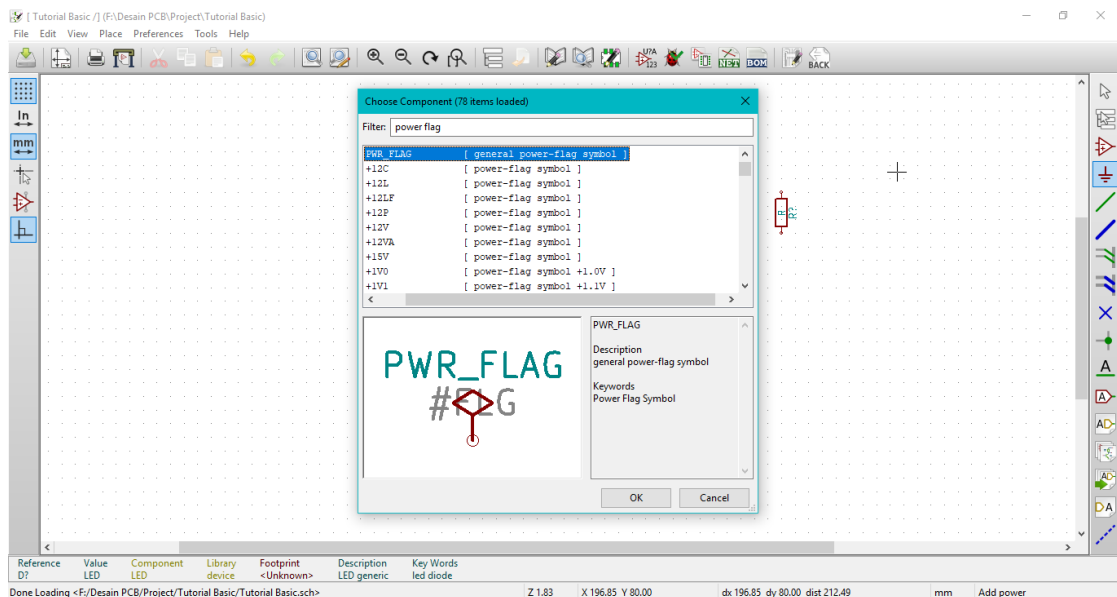 [ Tutorial Basic /] (F:\Desain PCB\Project\Tutorial Basic)
File Edit View Place Preferences Tools Help
U?A
123
NEW
BOM
BACK
In
mm
Choose Component (78 items loaded)
Filter: power flag
PWR_FLAG [ general power-flag symbol ]
+12C [ power-flag symbol ]
+12L [ power-flag symbol ]
+12LF [ power-flag symbol ]
+12P [ power-flag symbol ]
+12V [ power-flag symbol ]
+12VA [ power-flag symbol ]
+15V [ power-flag symbol ]
+1V0 [ power-flag symbol +1.0V ]
+1V1 [ power-flag symbol +1.1V ]
PWR_FLAG
#FLG
PWR_FLAG
Description
general power-flag symbol
Keywords
Power Flag Symbol
OK Cancel
R R?
A
A
AD
AD
DA
Reference Value Component Library Footprint Description Key Words
D? LED LED device <Unknown> LED generic led diode
Done Loading <F:/Desain PCB/Project/Tutorial Basic/Tutorial Basic.sch> Z 1.83 X 196.85 Y 80.00 dx 196.85 dy 80.00 dist 212.49 mm Add power